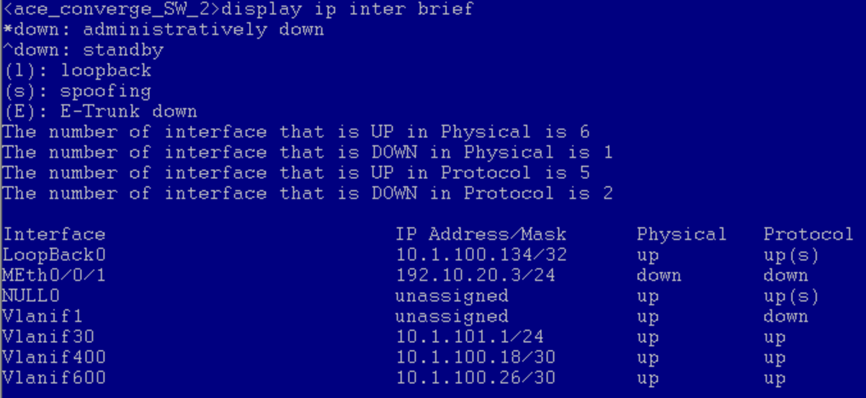 <ace_converge_SW_2>display ip inter brief
*down: administratively down
^down: standby
(l): loopback
(s): spoofing
(E): E-Trunk down
The number of interface that is UP in Physical is 6
The number of interface that is DOWN in Physical is 1
The number of interface that is UP in Protocol is 5
The number of interface that is DOWN in Protocol is 2
Interface IP Address/Mask Physical Protocol
LoopBack0 10.1.100.134/32 up up(s)
MEth0/0/1 192.10.20.3/24 down down
NULL0 unassigned up up(s)
Vlanif1 unassigned up down
Vlanif30 10.1.101.1/24 up up
Vlanif400 10.1.100.18/30 up up
Vlanif600 10.1.100.26/30 up up